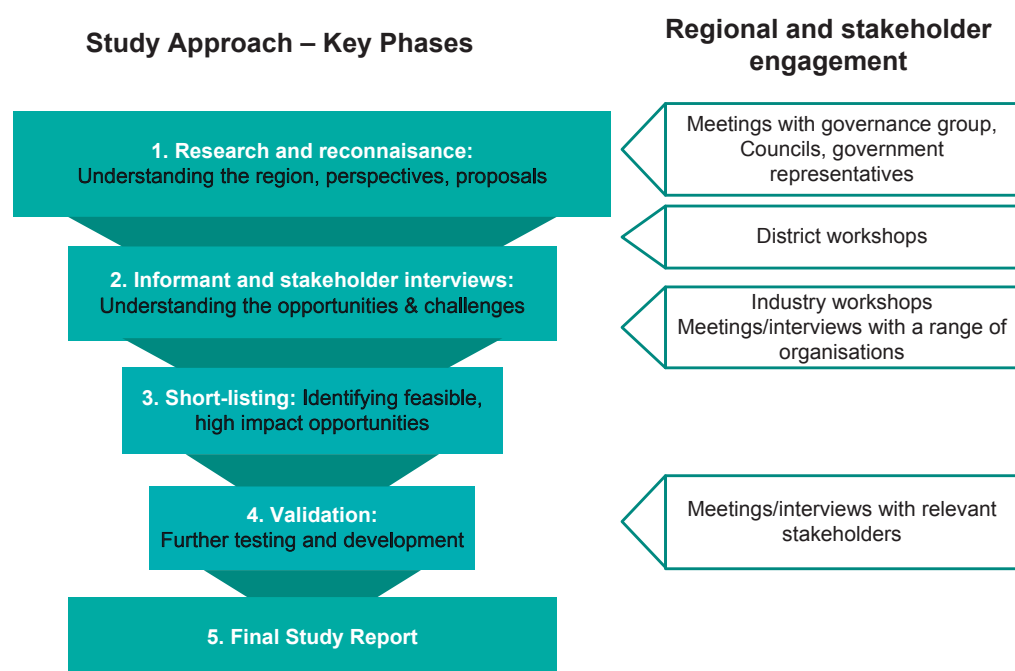 Study Approach – Key Phases
Regional and stakeholder
engagement
1. Research and reconnaisance:
Understanding the region, perspectives, proposals
Meetings with governance group,
Councils, government
representatives
District workshops
2. Informant and stakeholder interviews:
Understanding the opportunities & challenges
Industry workshops
Meetings/interviews with a range of
organisations
3. Short-listing: Identifying feasible,
high impact opportunities
4. Validation:
Further testing and development
Meetings/interviews with relevant
stakeholders
5. Final Study Report